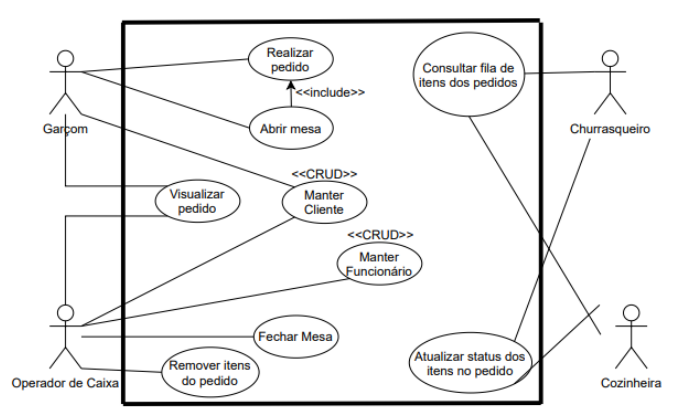 Realizar
pedido
Consultar fila de
itens dos pedidos
<<include>>
Garçom
Abrir mesa
Churrasqueiro
<<CRUD>>
Visualizar
pedido
Manter
Cliente
<<CRUD>>
Manter
Funcionário
Fechar Mesa
Atualizar status dos
itens no pedido
Remover itens
do pedido
Operador de Caixa
Cozinheira